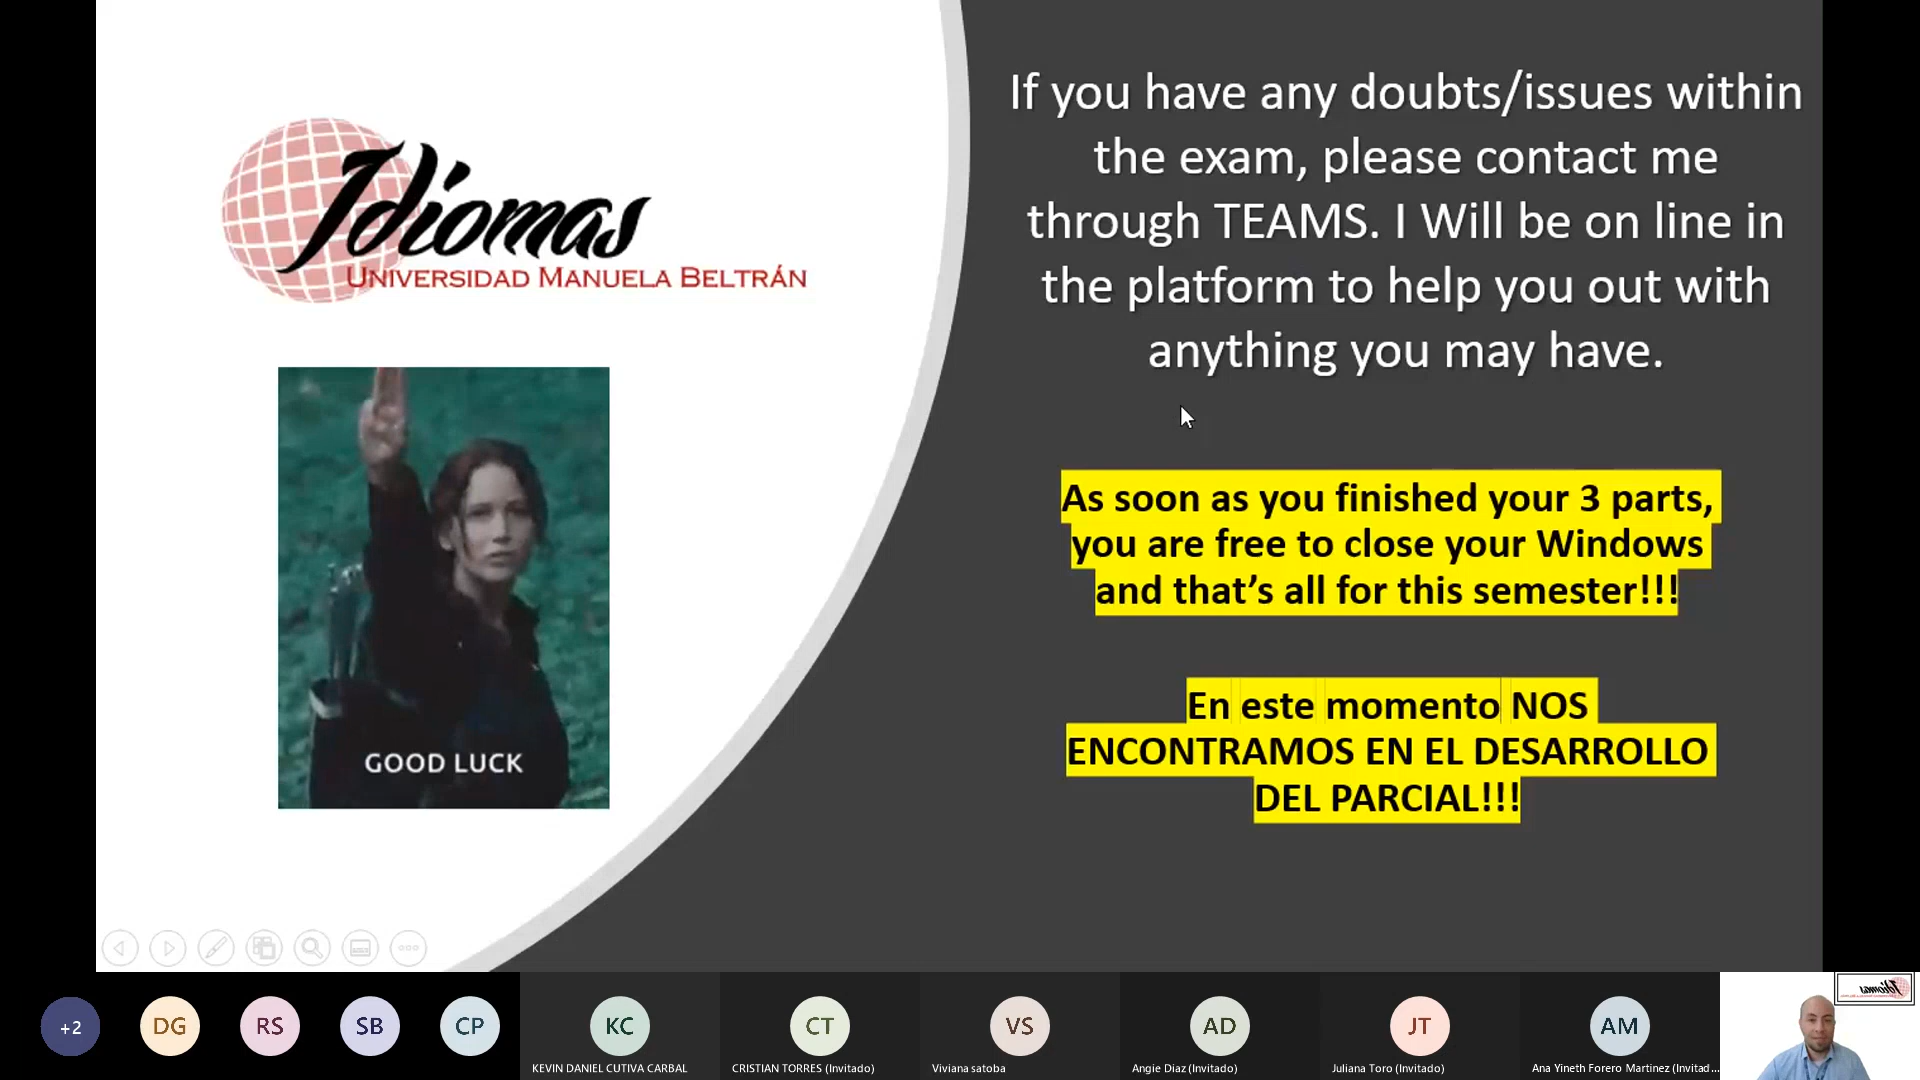 Idiomas
UNIVERSIDAD MANUELA BELTRÁN
GOOD LUCK
If you have any doubts/issues within
the exam, please contact me
through TEAMS. I Will be on line in
the platform to help you out with
anything you may have.
As soon as you finished your 3 parts,
you are free to close your Windows
and that’s all for this semester!!!
En este momento NOS
ENCONTRAMOS EN EL DESARROLLO
DEL PARCIAL!!!
+2
DG
RS
SB
CP
KC
KEVIN DANIEL CUTIVA CARBAL
CT
CRISTIAN TORRES (Invitado)
VS
Viviana satoba
AD
Angie Diaz (Invitado)
JT
Juliana Toro (Invitado)
AM
Ana Yineth Forero Martinez (Invitad...
Idiomas